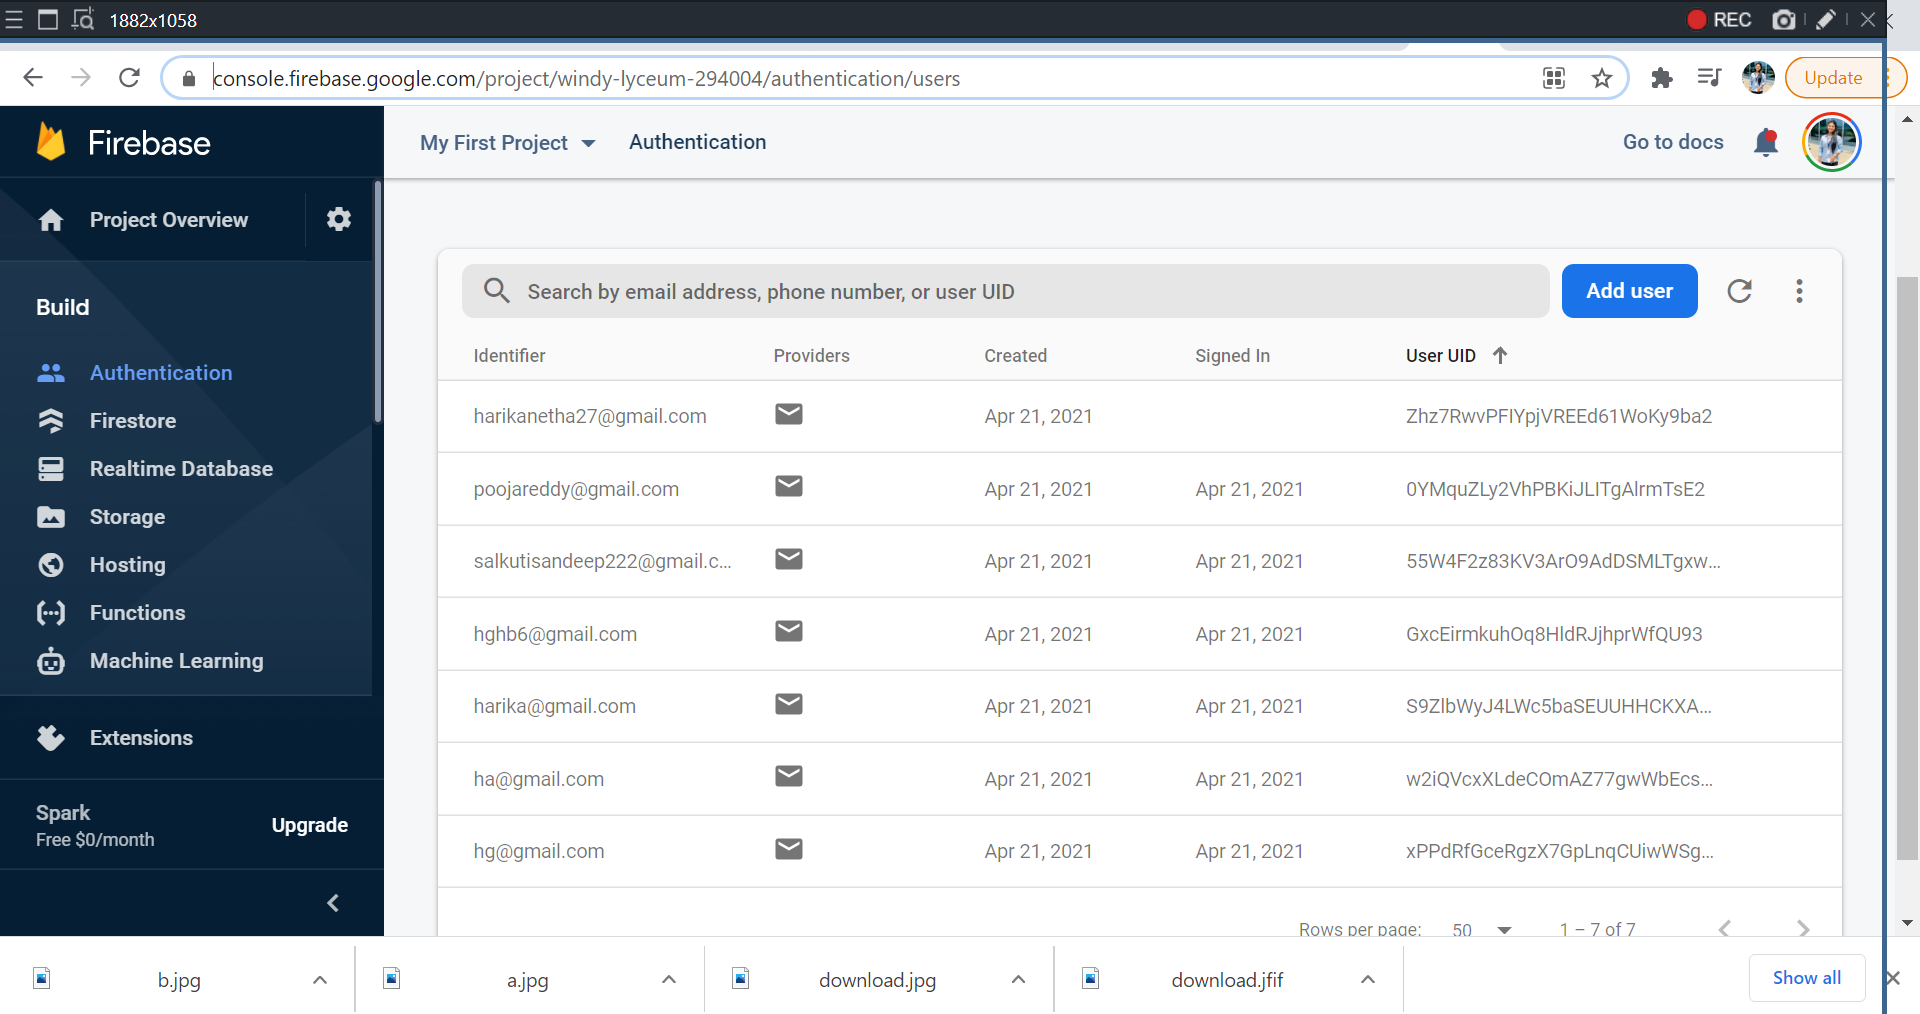 1882x1058
REC
console.firebase.google.com/project/windy-lyceum-294004/authentication/users
Update
Firebase
My First Project
Authentication
Go to docs
Project Overview
Build
Authentication
Firestore
Realtime Database
Storage
Hosting
Functions
Machine Learning
Extensions
Spark
Free $0/month
Upgrade
Search by email address, phone number, or user UID
Add user
Identifier Providers Created Signed In User UID
harikanetha27@gmail.com Apr 21, 2021 Zhz7RwvPFIYpjVREEd61WoKy9ba2
poojareddy@gmail.com Apr 21, 2021 Apr 21, 2021 0YMquZLy2VhPBKiJLITgAlrmTsE2
salkutisandeep222@gmail.c... Apr 21, 2021 Apr 21, 2021 55W4F2z83KV3ArO9AdDSMLTgxw...
hghb6@gmail.com Apr 21, 2021 Apr 21, 2021 GxcEirmkuhOq8HldRJjhprWfQU93
harika@gmail.com Apr 21, 2021 Apr 21, 2021 S9ZlbWyJ4LWc5baSEUUHHCKXA...
ha@gmail.com Apr 21, 2021 Apr 21, 2021 w2iQVcxXLdeCOmAZ77gwWbEcs...
hg@gmail.com Apr 21, 2021 Apr 21, 2021 xPPdRfGceRgzX7GpLnqCUiwWSg...
Rows per page: 50 1 – 7 of 7
b.jpg
a.jpg
download.jpg
download.jfif
Show all